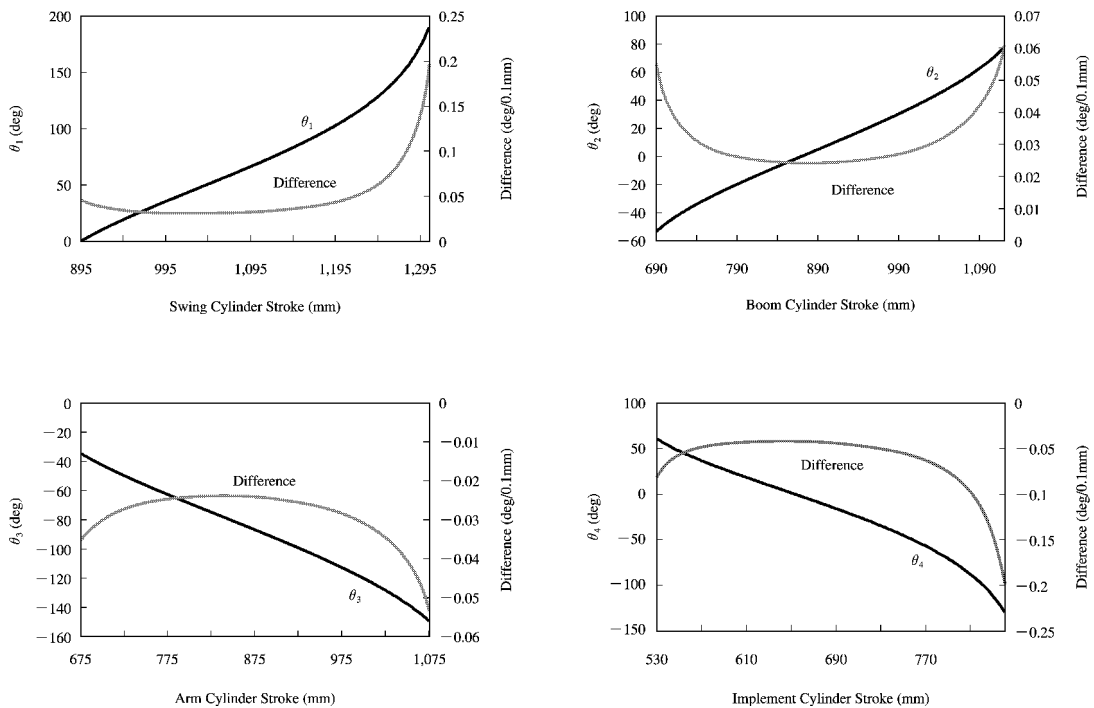 200
150
100
50
0
θ1 (deg)
θ1
Difference
0.25
0.2
0.15
0.1
0.05
0
Difference (deg/0.1mm)
895 995 1,095 1,195 1,295
Swing Cylinder Stroke (mm)
100
80
60
40
20
0
−20
−40
−60
θ2 (deg)
θ2
Difference
0.07
0.06
0.05
0.04
0.03
0.02
0.01
0
Difference (deg/0.1mm)
690 790 890 990 1,090
Boom Cylinder Stroke (mm)
0
−20
−40
−60
−80
−100
−120
−140
−160
θ3 (deg)
Difference
θ3
0
−0.01
−0.02
−0.03
−0.04
−0.05
−0.06
Difference (deg/0.1mm)
675 775 875 975 1,075
Arm Cylinder Stroke (mm)
100
50
0
−50
−100
−150
θ4 (deg)
Difference
θ4
0
−0.05
−0.1
−0.15
−0.2
−0.25
Difference (deg/0.1mm)
530 610 690 770
Implement Cylinder Stroke (mm)